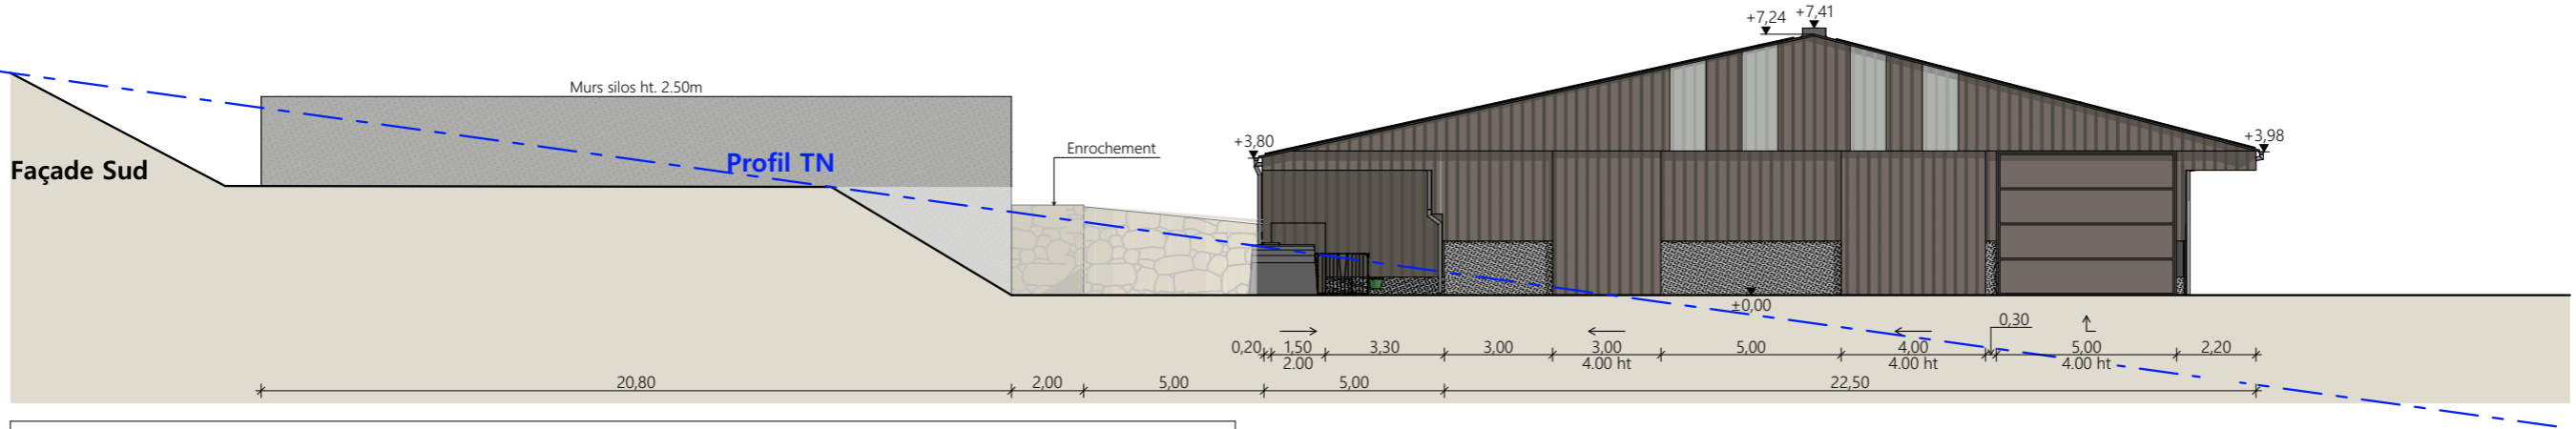 +7,24 +7,41
Murs silos ht. 2.50m
+3,80
+3,98
Enrochement
Façade Sud
Profil TN
±0,00
0,30
0,20 1,50 3,30 3,00 3,00 5,00 4,00 5,00 2,20
2.00 4.00 ht 4.00 ht 4.00 ht
20,80 2,00 5,00 5,00 22,50